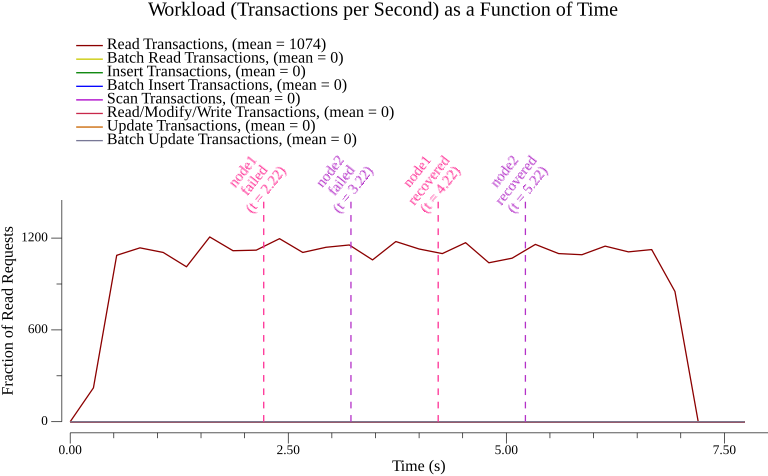 Workload (Transactions per Second) as a Function of Time
Read Transactions, (mean = 1074)
Batch Read Transactions, (mean = 0)
Insert Transactions, (mean = 0)
Batch Insert Transactions, (mean = 0)
Scan Transactions, (mean = 0)
Read/Modify/Write Transactions, (mean = 0)
Update Transactions, (mean = 0)
Batch Update Transactions, (mean = 0)
node1
failed
(t = 2.22)
node2
failed
(t = 3.22)
node1
recovered
(t = 4.22)
node2
recovered
(t = 5.22)
Fraction of Read Requests
1200
600
0
0.00
2.50
5.00
7.50
Time (s)